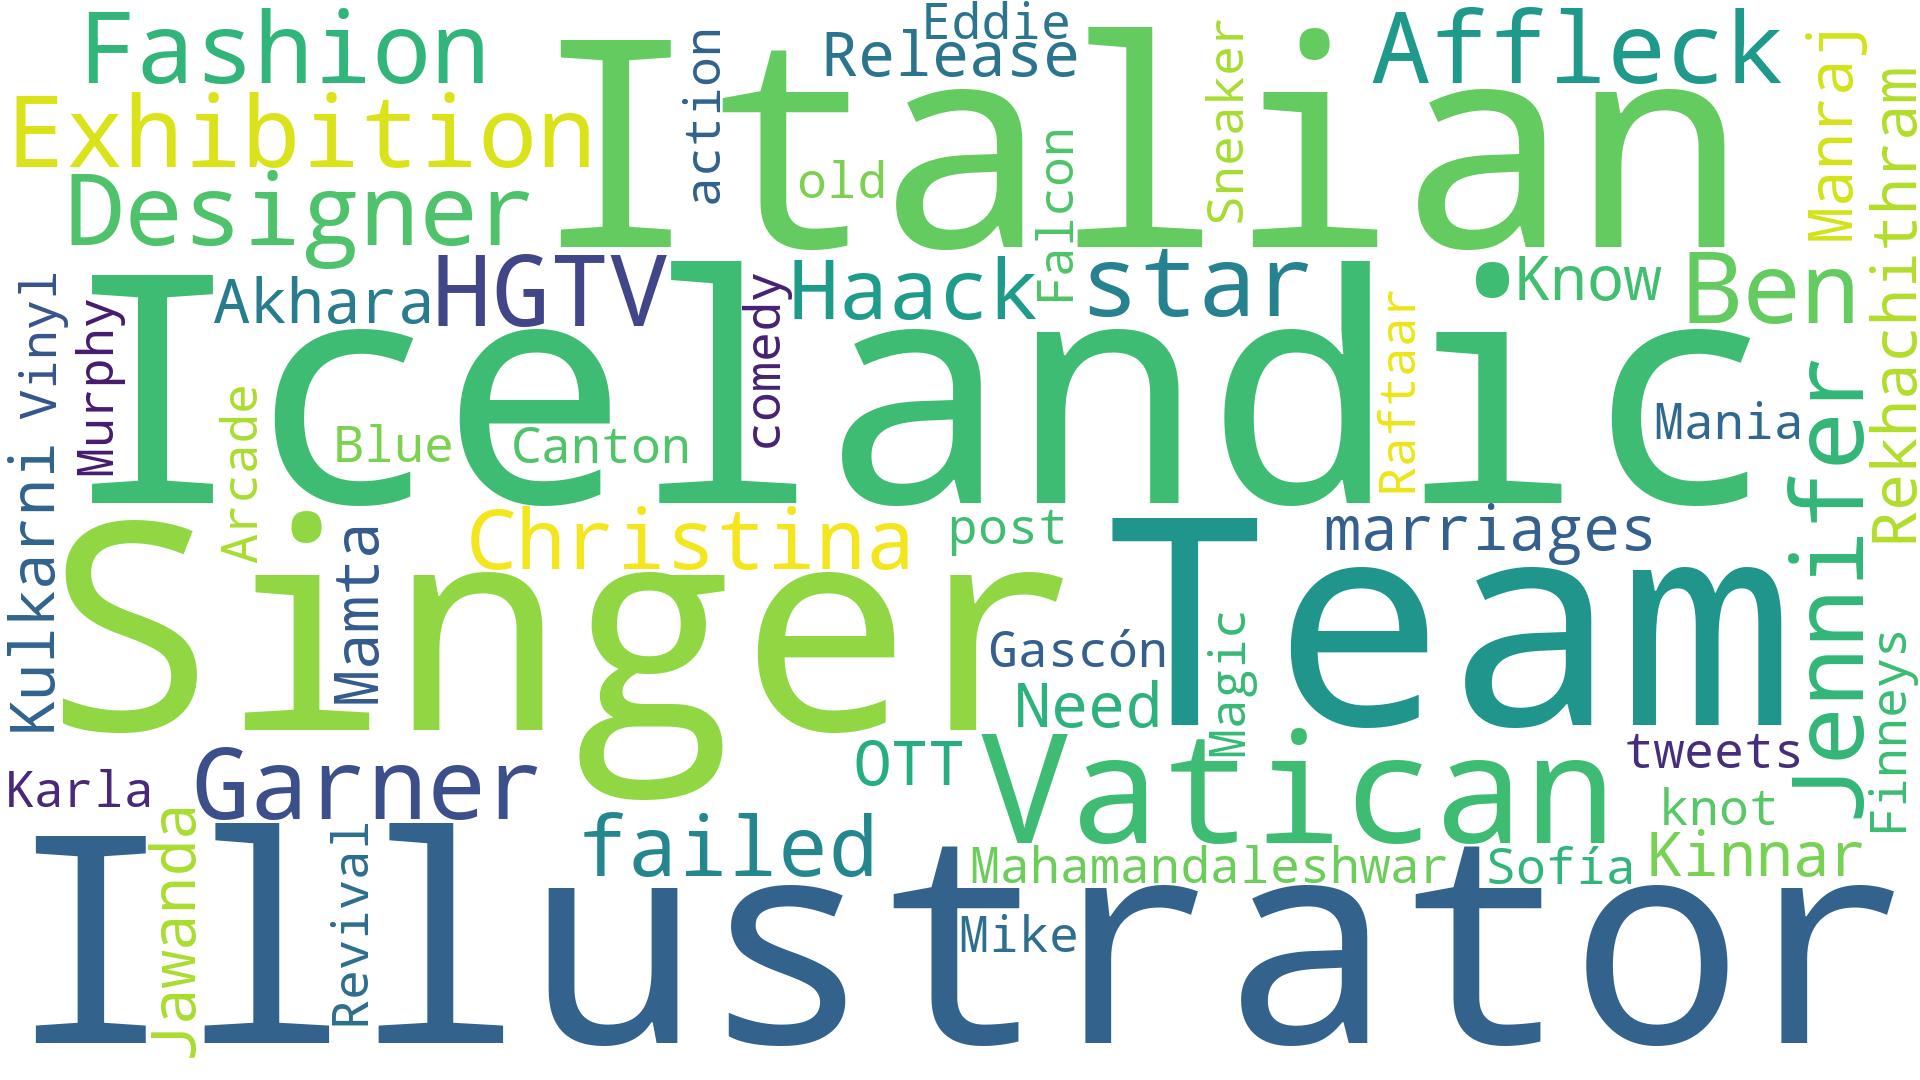 Fashion
Eddie
Release
Affleck
Italian
action
Sneaker
Manraj
Exhibition
old
Falcon
Rekhachithram
Designer
Akhara
HGTV
comedy
Haack
star
Know
Ben
Vinyl
Murphy
Icelandic
Raftaar
Mania
Arcade
Blue
Canton
Jennifer
Kulkarni
Christina
post
marriages
Mamta
Singer
Team
Gascón
Magic
Need
Finneys
Karla
Garner
OTT
Vatican
tweets
knot
Jawanda
Revival
failed
Mahamandaleshwar
Sofía
Kinnar
Illustrator
Mike